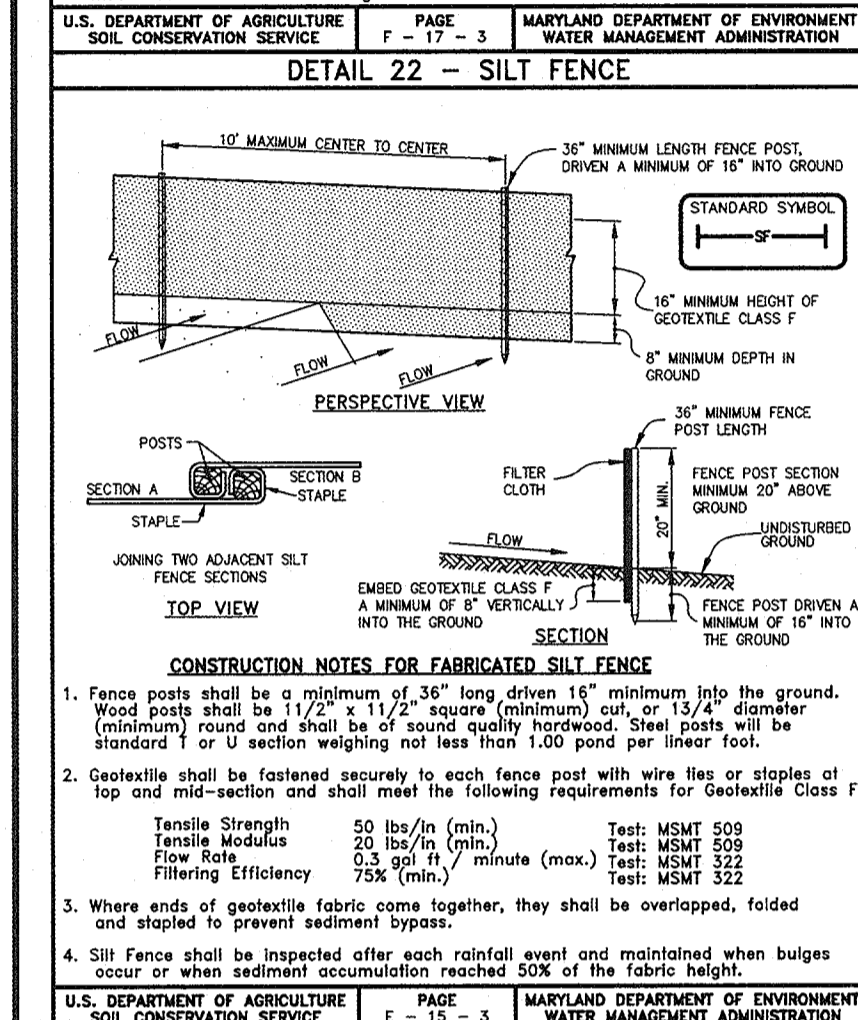 U.S. DEPARTMENT OF AGRICULTURE
SOIL CONSERVATION SERVICE
PAGE
F - 17 - 3
MARYLAND DEPARTMENT OF ENVIRONMENT
WATER MANAGEMENT ADMINISTRATION
DETAIL 22 - SILT FENCE
10' MAXIMUM CENTER TO CENTER
36" MINIMUM LENGTH FENCE POST,
DRIVEN A MINIMUM OF 16" INTO GROUND
STANDARD SYMBOL
SF
16" MINIMUM HEIGHT OF
GEOTEXTILE CLASS F
8" MINIMUM DEPTH IN
GROUND
FLOW
FLOW
FLOW
PERSPECTIVE VIEW
POSTS
SECTION A
SECTION B
STAPLE
STAPLE
JOINING TWO ADJACENT SILT
FENCE SECTIONS
TOP VIEW
36" MINIMUM FENCE
POST LENGTH
FILTER
CLOTH
20" MIN.
FENCE POST SECTION
MINIMUM 20" ABOVE
GROUND
UNDISTURBED
GROUND
FLOW
EMBED GEOTEXTILE CLASS F
A MINIMUM OF 8" VERTICALLY
INTO THE GROUND
FENCE POST DRIVEN A
MINIMUM OF 16" INTO
THE GROUND
SECTION
CONSTRUCTION NOTES FOR FABRICATED SILT FENCE
1. Fence posts shall be a minimum of 36" long driven 16" minimum into the ground.
Wood posts shall be 11/2" x 11/2" square (minimum) cut, or 13/4" diameter
(minimum) round and shall be of sound quality hardwood. Steel posts will be
standard T or U section weighing not less than 1.00 pond per linear foot.
2. Geotextile shall be fastened securely to each fence post with wire ties or staples at
top and mid-section and shall meet the following requirements for Geotextile Class F
Tensile Strength 50 lbs/in (min.) Test: MSMT 509
Tensile Modulus 20 lbs/in (min.) Test: MSMT 509
Flow Rate 0.3 gal ft / minute (max.) Test: MSMT 322
Filtering Efficiency 75% (min.) Test: MSMT 322
3. Where ends of geotextile fabric come together, they shall be overlapped, folded
and stapled to prevent sediment bypass.
4. Silt Fence shall be inspected after each rainfall event and maintained when bulges
occur or when sediment accumulation reached 50% of the fabric height.
U.S. DEPARTMENT OF AGRICULTURE
SOIL CONSERVATION SERVICE
PAGE
F - 15 - 3
MARYLAND DEPARTMENT OF ENVIRONMENT
WATER MANAGEMENT ADMINISTRATION